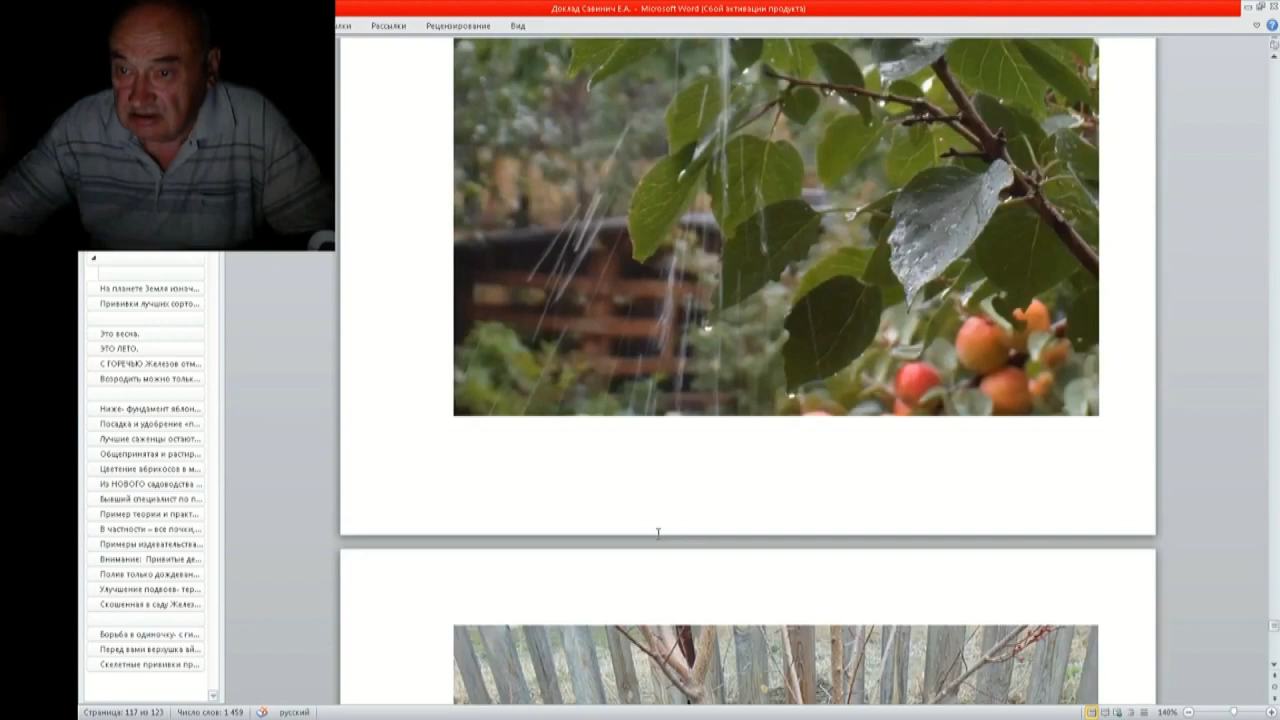 Доклад Савинич Е.А. - Microsoft Word (Сбой активации продукта)
лки Рассылки Рецензирование Вид
На планете Земля изнач...
Прививки лучших сорто...
Это весна.
ЭТО ЛЕТО.
С ГОРЕЧЬЮ Железов отм...
Возродить можно тольк...
Ниже- фундамент яблон...
Посадка и удобрение «п...
Лучшие саженцы остают...
Общепринятая и растир...
Цветение абрикосов в м...
Из НОВОГО садоводства ...
Бывший специалист по п...
Пример теории и практ...
В частности – все почки,...
Примеры издевательства...
Внимание: Привитые де...
Полив только дождеван...
Улучшение подвоев- тер...
Скошенная в саду Желез...
Борьба в одиночку- с ги...
Перед вами верхушка ай...
Скелетные прививки пр...
Страница: 117 из 123 Число слов: 1 459 русский 140%